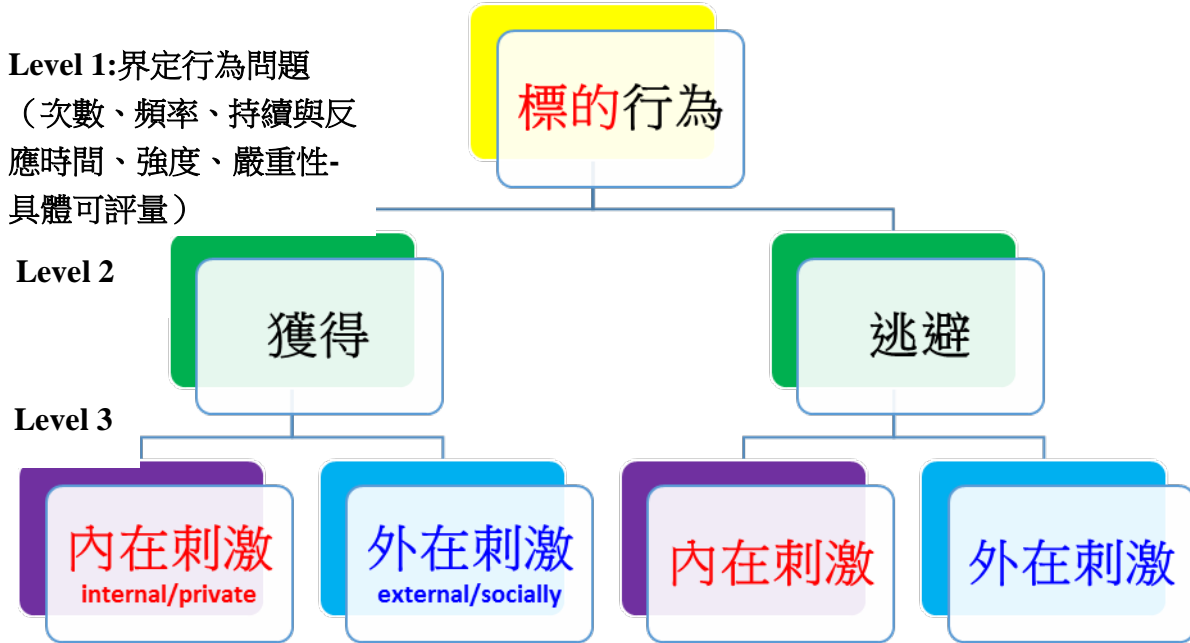 Level 1:界定行為問題
（次數、頻率、持續與反
應時間、強度、嚴重性-
具體可評量）
標的行為
Level 2
獲得
逃避
Level 3
內在刺激
internal/private
外在刺激
external/socially
內在刺激
外在刺激